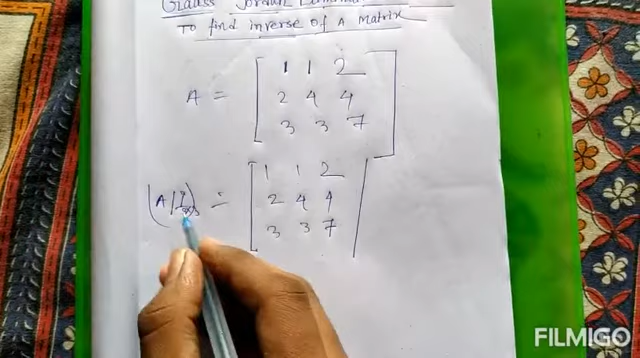 Gauss Jordan
To find inverse of A matrix
A = [ 1 1 2
2 4 4
3 3 7 ]
(A|I) = [ 1 1 2 |
2 4 4
3 3 7
FILMIGO